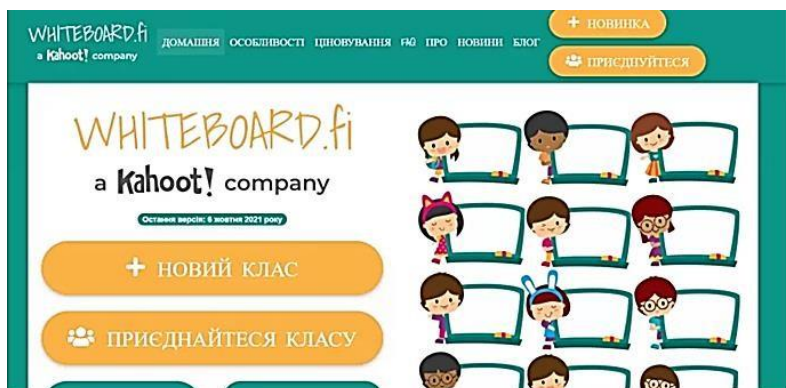 WHITEBOARD.fi
a Kahoot! company
ДОМАШНЯ ОСОБЛИВОСТІ ЦІНОВУВАННЯ FAQ ПРО НОВИНИ БЛОГ
+ НОВИНКА
ПРИЄДНУЙТЕСЯ
WHITEBOARD.fi
a Kahoot! company
Остання версія: 6 жовтня 2021 року
+ НОВИЙ КЛАС
ПРИЄДНАЙТЕСЯ КЛАСУ